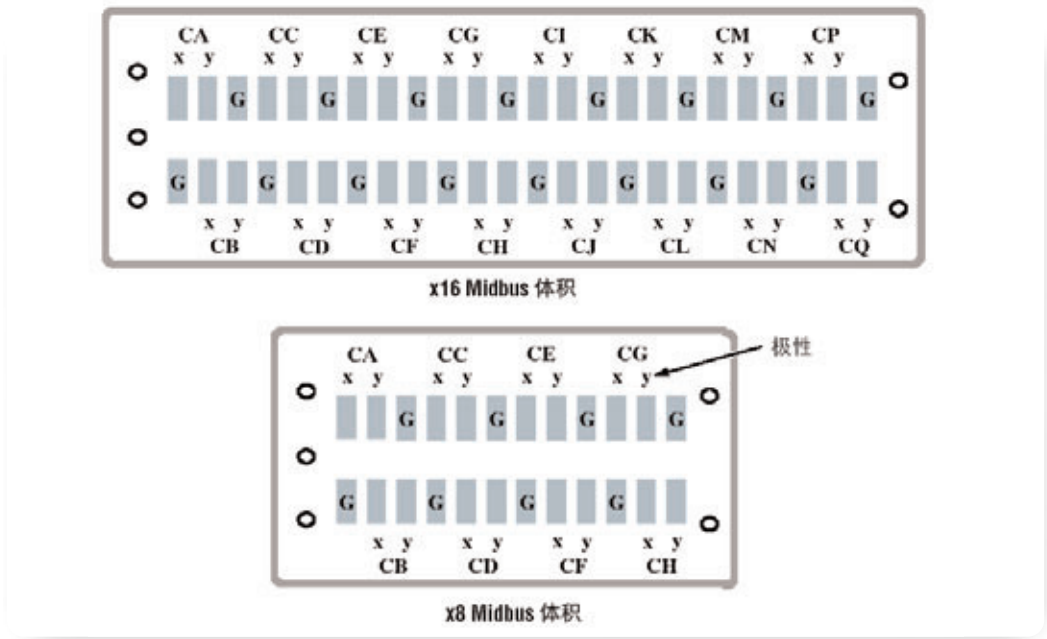 CA CC CE CG CI CK CM CP
x y x y x y x y x y x y x y x y
G G G G G G G G
G G G G G G G G
x y x y x y x y x y x y x y x y
CB CD CF CH CJ CL CN CQ
x16 Midbus 体积
CA CC CE CG
极性
x y x y x y x y
G G G G
G G G G
x y x y x y x y
CB CD CF CH
x8 Midbus 体积